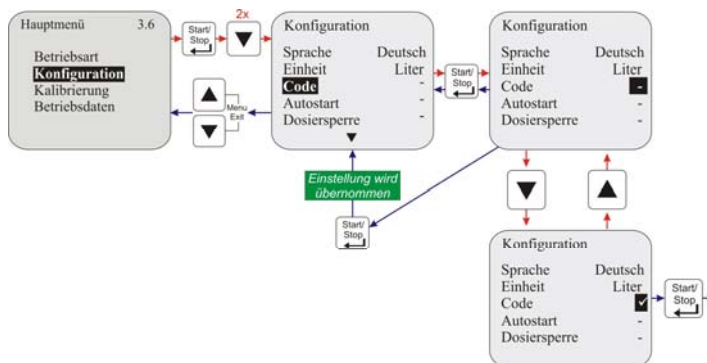 Hauptmenü 3.6
Betriebsart
Konfiguration
Kalibrierung
Betriebsdaten
Start/
Stop
2x
Menu
Exit
Konfiguration
Sprache Deutsch
Einheit Liter
Code -
Autostart -
Dosiersperre -
Start/
Stop
Konfiguration
Sprache Deutsch
Einheit Liter
Code -
Autostart -
Dosiersperre -
Einstellung wird
übernommen
Start/
Stop
Konfiguration
Sprache Deutsch
Einheit Liter
Code ✓
Autostart -
Dosiersperre -
Start/
Stop